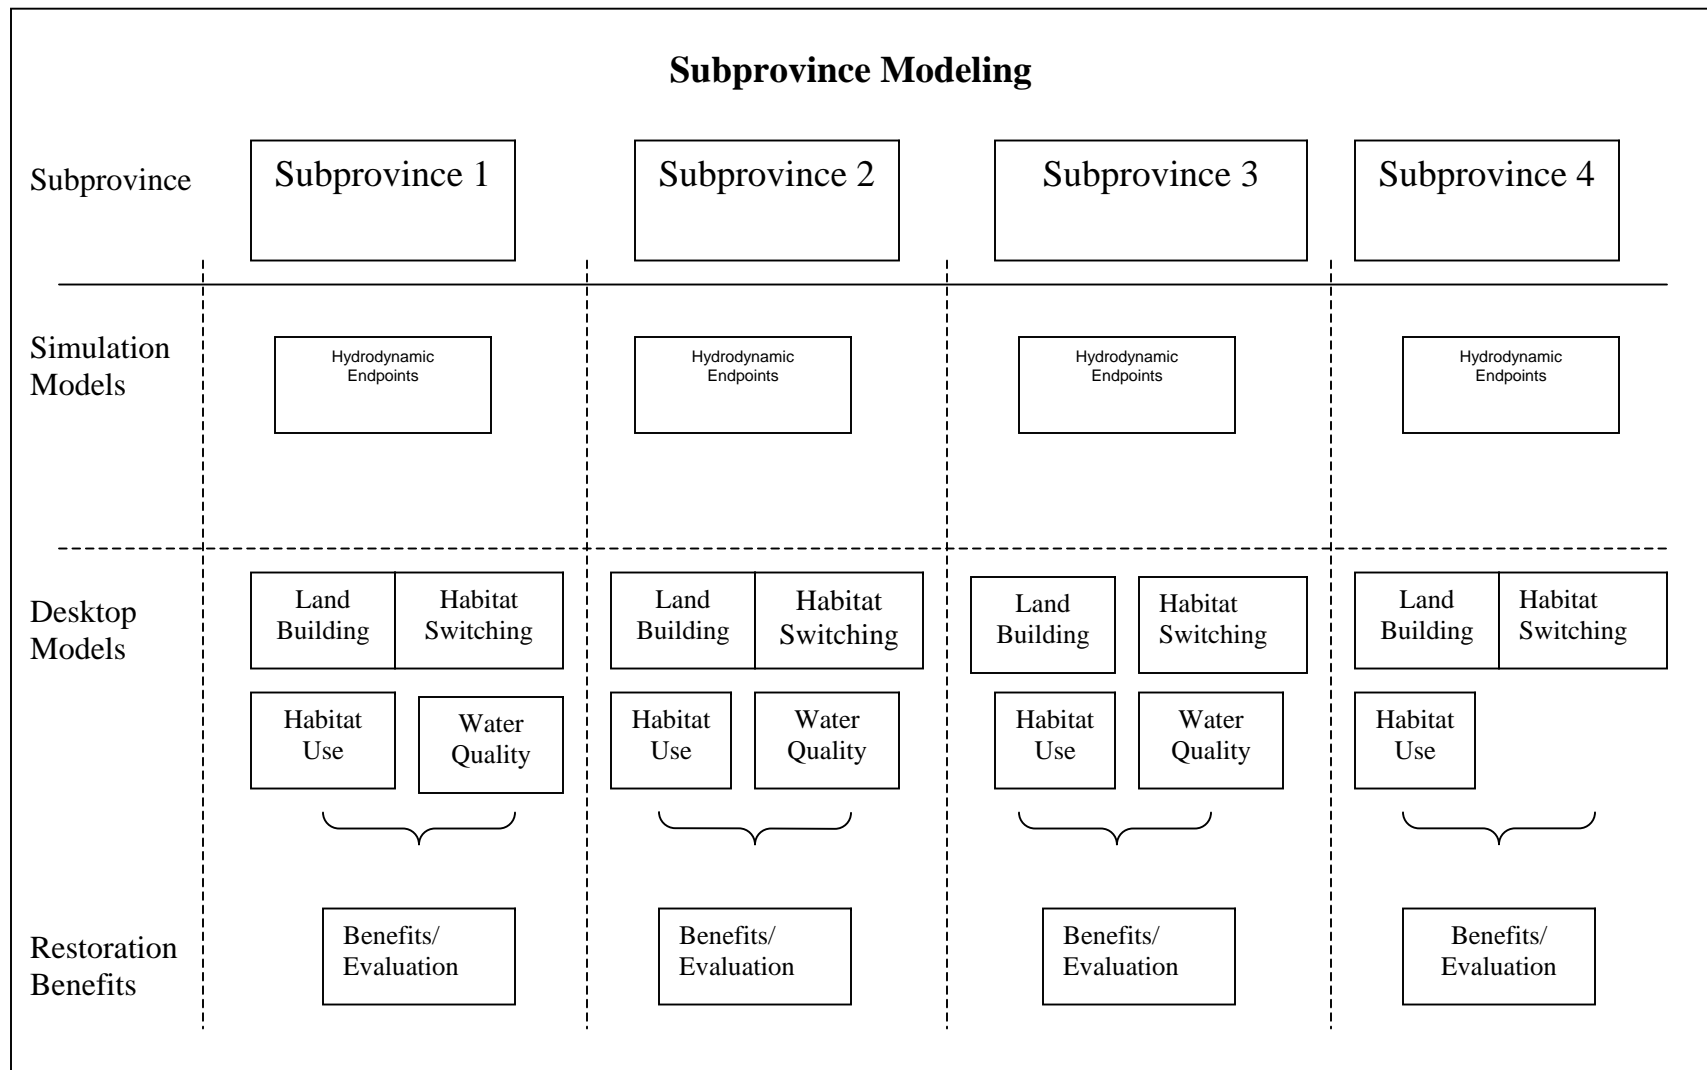 Subprovince Modeling
Subprovince
Subprovince 1
Subprovince 2
Subprovince 3
Subprovince 4
Simulation
Models
Hydrodynamic
Endpoints
Hydrodynamic
Endpoints
Hydrodynamic
Endpoints
Hydrodynamic
Endpoints
Desktop
Models
Land
Building
Habitat
Switching
Land
Building
Habitat
Switching
Land
Building
Habitat
Switching
Land
Building
Habitat
Switching
Habitat
Use
Water
Quality
Habitat
Use
Water
Quality
Habitat
Use
Water
Quality
Habitat
Use
Restoration
Benefits
Benefits/
Evaluation
Benefits/
Evaluation
Benefits/
Evaluation
Benefits/
Evaluation